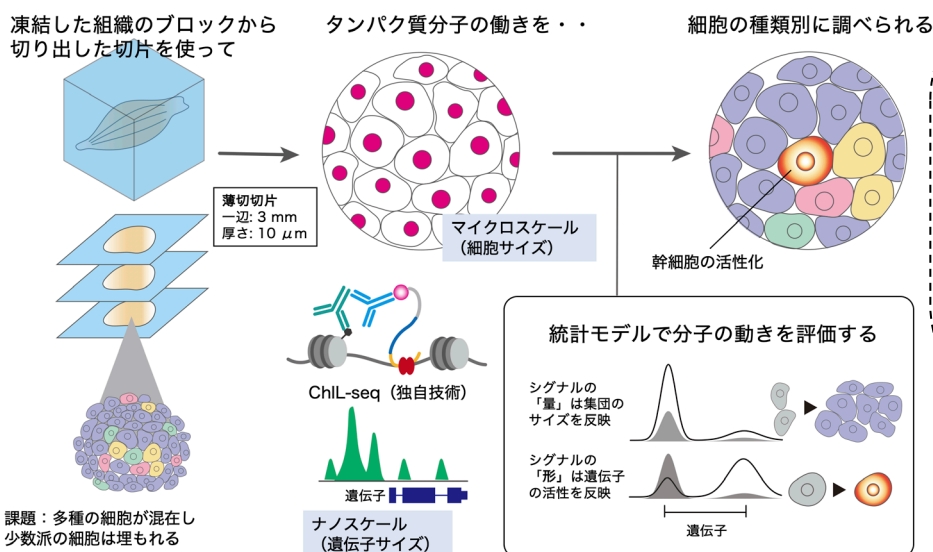 凍結した組織のブロックから
切り出した切片を使って
タンパク質分子の働きを・・
細胞の種類別に調べられる
薄切切片
一辺: 3 mm
厚さ: 10 μm
マイクロスケール
（細胞サイズ）
幹細胞の活性化
ChIL-seq（独自技術）
遺伝子
ナノスケール
（遺伝子サイズ）
課題：多種の細胞が混在し
少数派の細胞は埋もれる
統計モデルで分子の動きを評価する
シグナルの
「量」は集団の
サイズを反映
シグナルの
「形」は遺伝子
の活性を反映
遺伝子